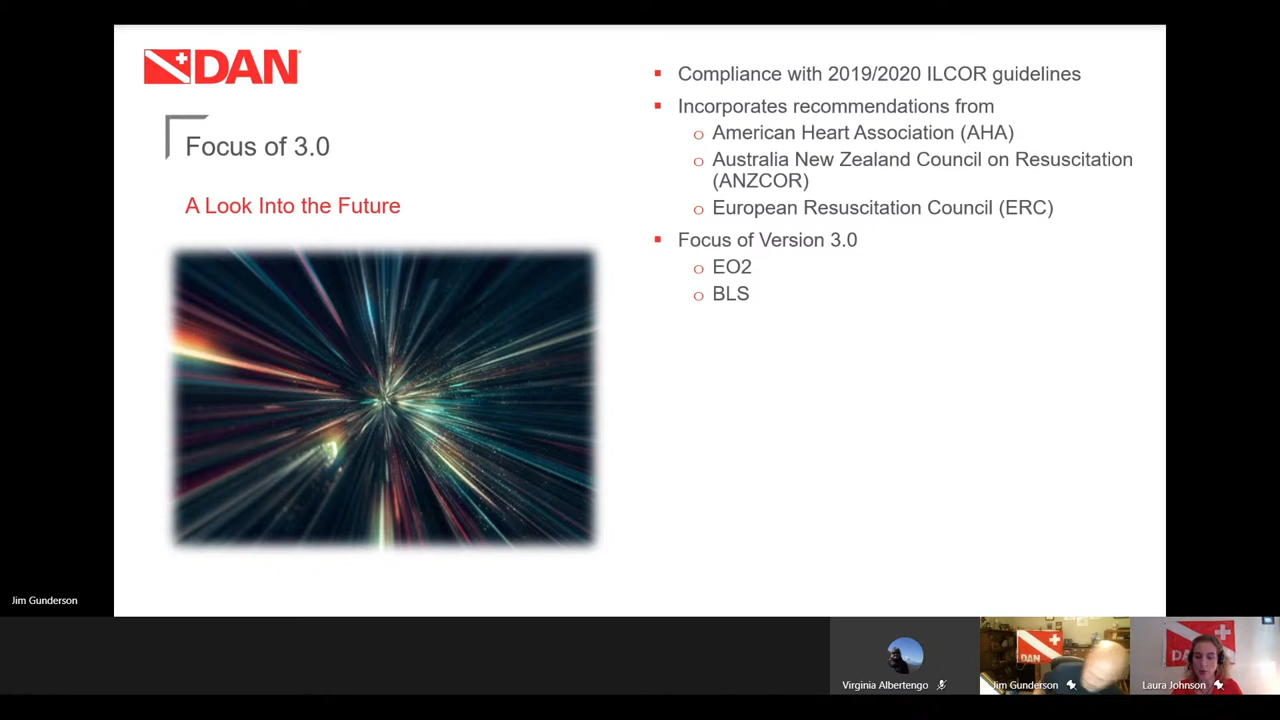 DAN
Focus of 3.0
A Look Into the Future
Compliance with 2019/2020 ILCOR guidelines
Incorporates recommendations from
American Heart Association (AHA)
Australia New Zealand Council on Resuscitation
(ANZCOR)
European Resuscitation Council (ERC)
Focus of Version 3.0
EO2
BLS
Jim Gunderson
Virginia Albertengo
DAN
Jim Gunderson
DAN
Laura Johnson